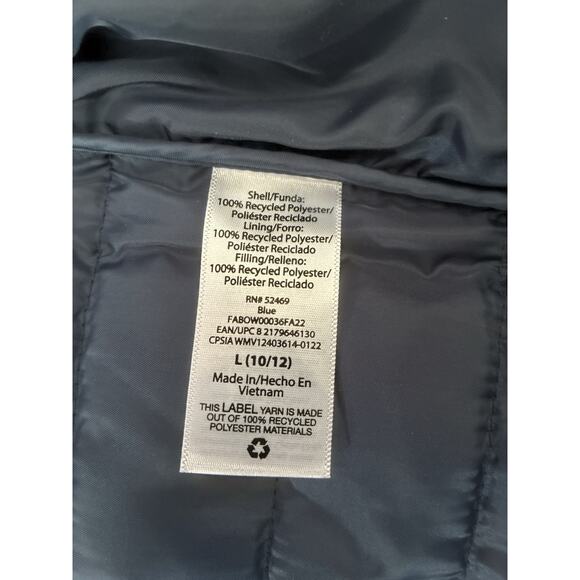 Shell/Funda:
100% Recycled Polyester/
Poliéster Reciclado
Lining/Forro:
100% Recycled Polyester/
Poliéster Reciclado
Filling/Relleno:
100% Recycled Polyester/
Poliéster Reciclado
RN# 52469
Blue
FABOW00036FA22
EAN/UPC 8 2179646130
CPSIA WMV12403614-0122
L (10/12)
Made In/Hecho En
Vietnam
THIS LABEL YARN IS MADE
OUT OF 100% RECYCLED
POLYESTER MATERIALS